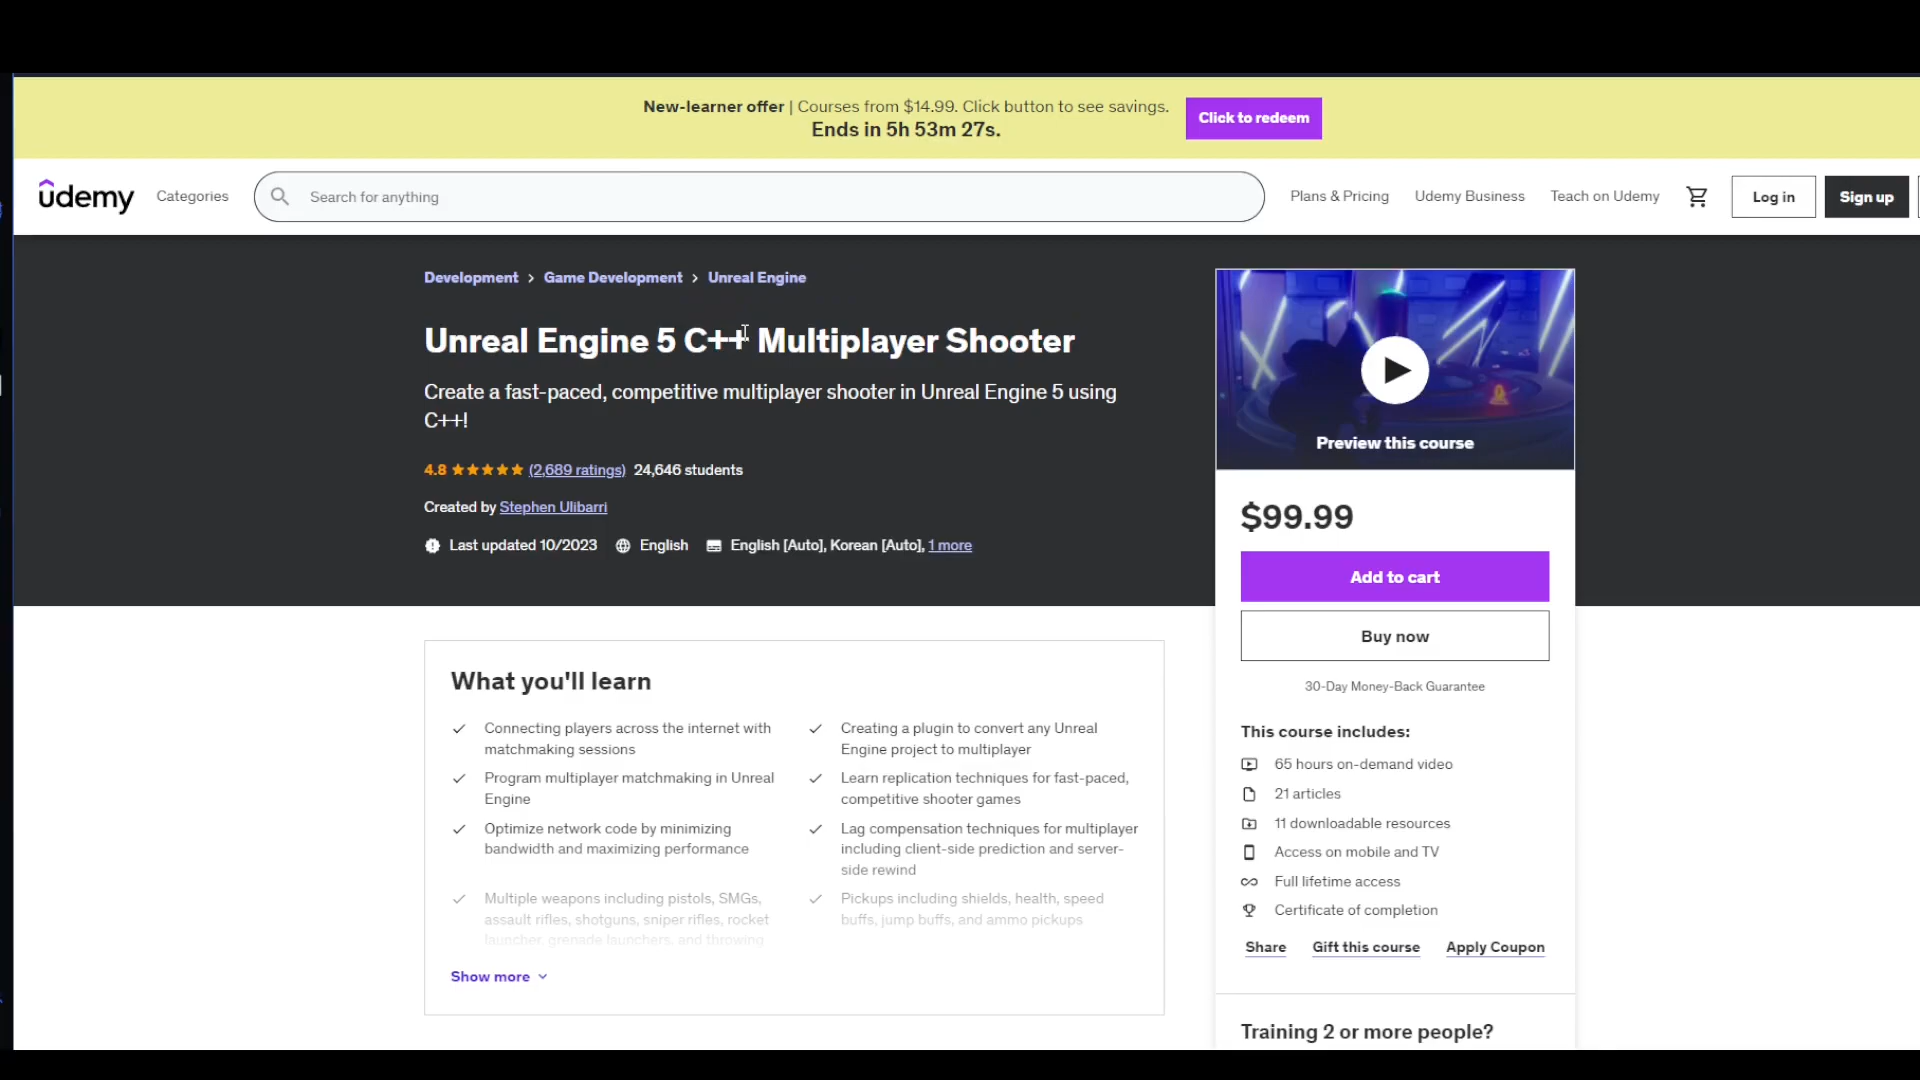 New-learner offer | Courses from $14.99. Click button to see savings.
Ends in 5h 53m 27s.
Click to redeem
udemy
Categories
Search for anything
Plans & Pricing
Udemy Business
Teach on Udemy
Log in
Sign up
Development > Game Development > Unreal Engine
Unreal Engine 5 C++ Multiplayer Shooter
Create a fast-paced, competitive multiplayer shooter in Unreal Engine 5 using
C++!
4.8 (2,689 ratings) 24,646 students
Created by Stephen Ulibarri
Last updated 10/2023 English English [Auto], Korean [Auto], 1 more
Preview this course
$99.99
Add to cart
Buy now
30-Day Money-Back Guarantee
This course includes:
65 hours on-demand video
21 articles
11 downloadable resources
Access on mobile and TV
Full lifetime access
Certificate of completion
Share
Gift this course
Apply Coupon
Training 2 or more people?
What you'll learn
Connecting players across the internet with
matchmaking sessions
Program multiplayer matchmaking in Unreal
Engine
Optimize network code by minimizing
bandwidth and maximizing performance
Multiple weapons including pistols, SMGs,
assault rifles, shotguns, sniper rifles, rocket
launcher, grenade launchers, and throwing
Creating a plugin to convert any Unreal
Engine project to multiplayer
Learn replication techniques for fast-paced,
competitive shooter games
Lag compensation techniques for multiplayer
including client-side prediction and server-
side rewind
Pickups including shields, health, speed
buffs, jump buffs, and ammo pickups
Show more